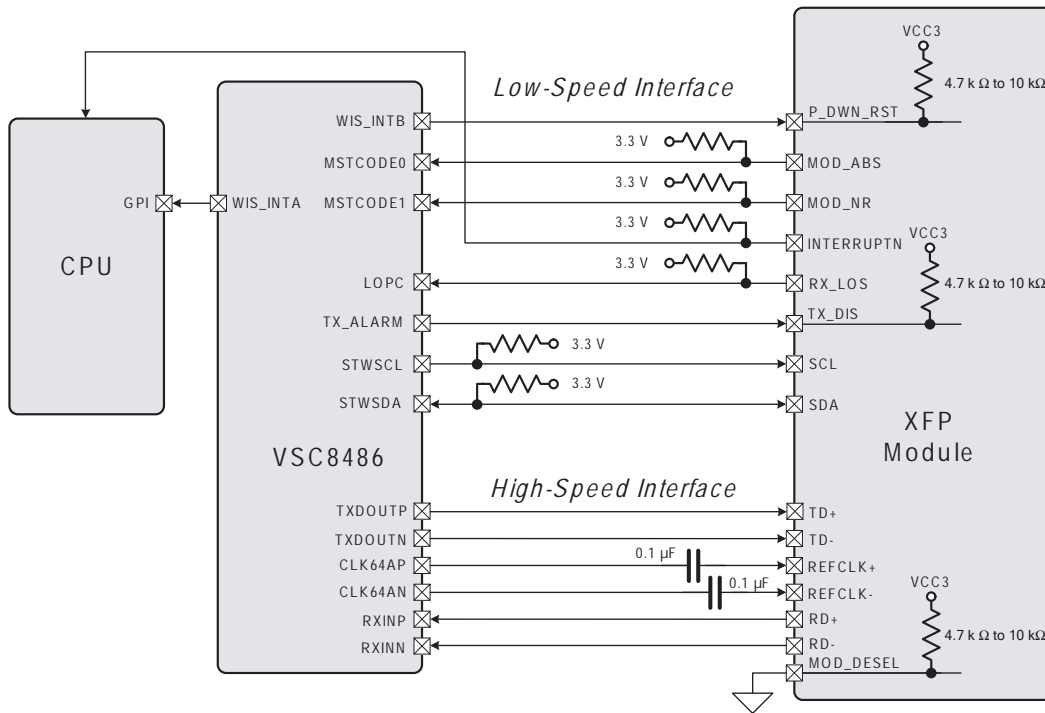 VCC3
4.7 k Ω to 10 kΩ
Low-Speed Interface
WIS_INTB
P_DWN_RST
3.3 V
MSTCODE0
MOD_ABS
3.3 V
GPI
WIS_INTA
MSTCODE1
MOD_NR
3.3 V
VCC3
INTERRUPTN
CPU
3.3 V
LOPC
RX_LOS
4.7 k Ω to 10 kΩ
TX_ALARM
TX_DIS
3.3 V
STWSCL
SCL
3.3 V
STWSDA
SDA
XFP
Module
VSC8486
High-Speed Interface
TXDOUTP
TD+
TXDOUTN
TD-
0.1 µF
CLK64AP
REFCLK+
0.1 µF
VCC3
CLK64AN
REFCLK-
RXINP
RD+
4.7 k Ω to 10 kΩ
RXINN
RD-
MOD_DESEL